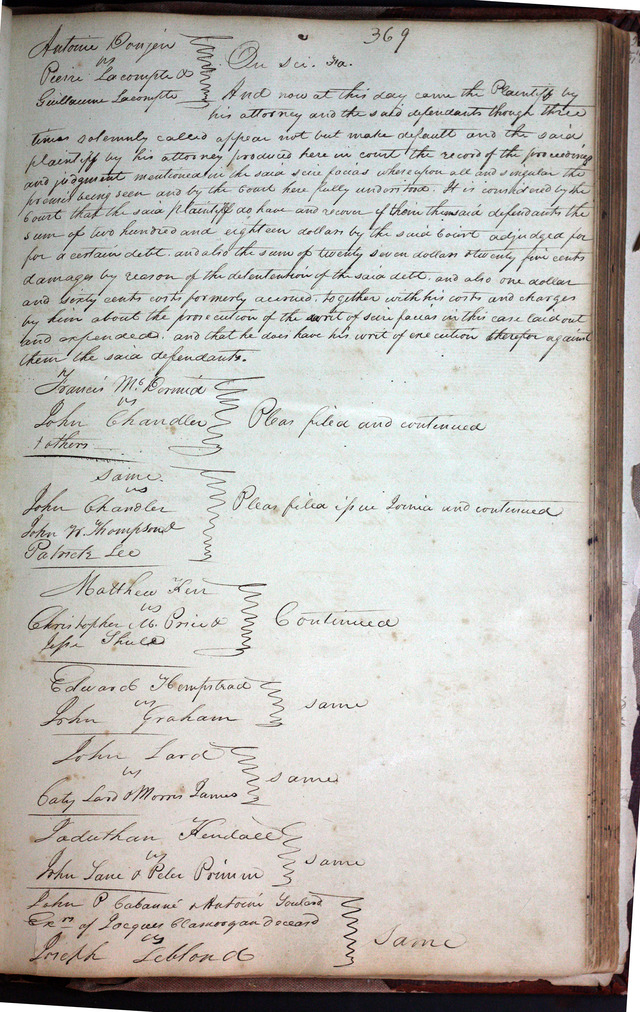 369
Antoine Donjen
vs
Pierre Lacompte &
Guillaume Lacompte
On sci. fa.
And now at this day came the Plaintiff by
his attorney and the said defendants though three
times solemnly called appear not but make default and the said
plaintiff by his attorney produced here in court the record of the proceedings
and judgment mentioned in the said scire facias whereupon all and singular the
premises being seen and by the Court here fully understood. It is considered by the
Court that the said plaintiff do have and recover of them the said defendants the
sum of two hundred and eighteen dollars by the said Court adjudged for
for a certain debt. and also the sum of twenty seven dollars & twenty five cents
damages by reason of the detention of the said debt. and also one dollar
and sixty cents costs formerly accrued. together with his costs and charges
by him about the prosecution of the writ of scire facias in this case laid out
and expended. and that he does have his writ of execution therefor against
them the said defendants.
Francis McDormid
vs
John Chandler
& others
Pleas filed and continued
Same
vs
John Chandler
John W. Thompson &
Patrick Lee
Pleas filed issue Joined and continued
Matthew Kerr
vs
Christopher M. Price &
Jesse Shull
Continued
Edward Hempstead
vs
John Graham
same
John Lard
vs
Caty Lard & Morris James
same
Jaduthan Kendall
vs
John Lane & Peter Primm
same
John P Cabanné & Antoine Soulard
Exrs of Jacques Clamorgan deceasd
vs
Joseph Leblond
same